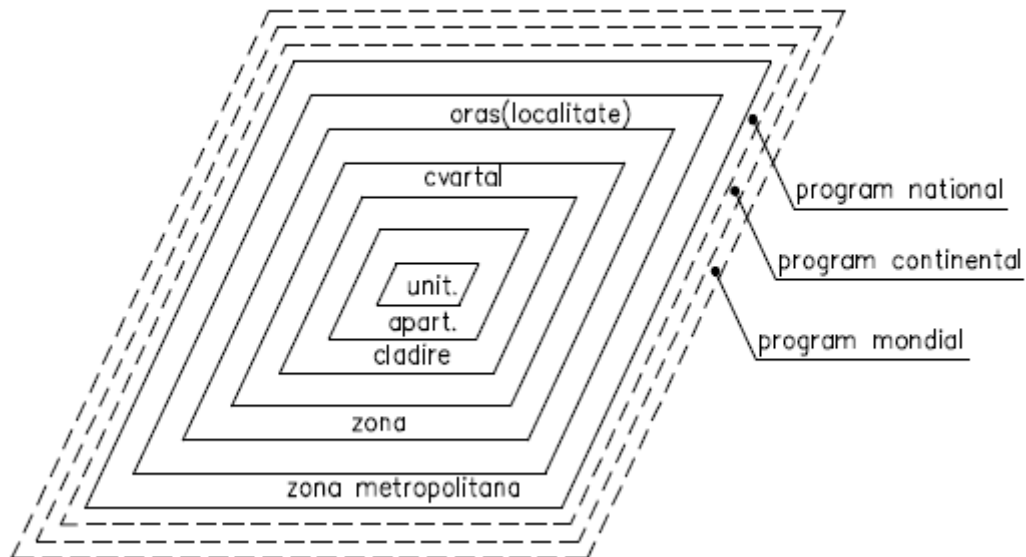 oras(localitate)
cvartal
program national
program continental
unit.
apart.
program mondial
cladire
zona
zona metropolitana